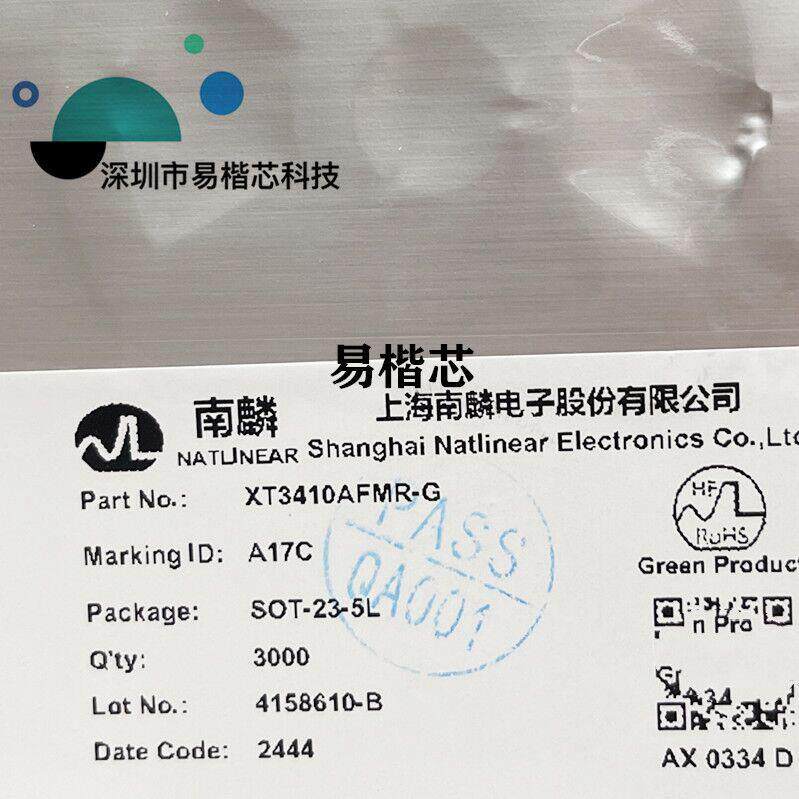 深圳市易楷芯科技
易楷芯
南麟
上海南麟电子股份有限公司
NATLINEAR Shanghai Natlinear Electronics Co.,Ltd
Part No.: XT3410AFMR-G
HF
RoHS
PASS
Marking ID: A17C
Green Product
QA001
Package: SOT-23-5L
n Pro
Q'ty: 3000
Gr
Lot No.: 4158610-B
Date Code: 2444
AX 0334 D